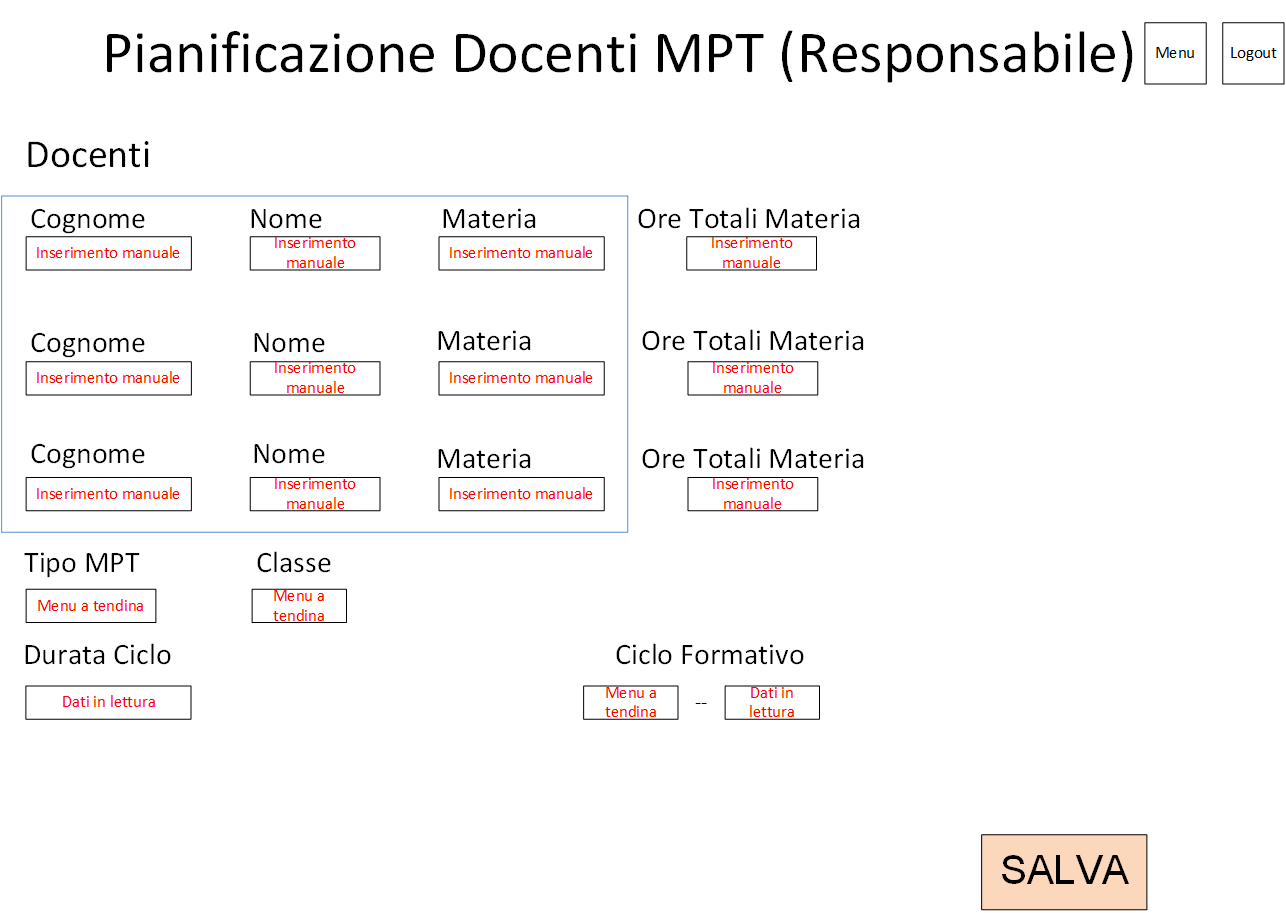 Pianificazione Docenti MPT (Responsabile)
Menu
Logout
Docenti
Cognome
Nome
Materia
Ore Totali Materia
Inserimento manuale
Inserimento
manuale
Inserimento manuale
Inserimento
manuale
Cognome
Nome
Materia
Ore Totali Materia
Inserimento manuale
Inserimento
manuale
Inserimento manuale
Inserimento
manuale
Cognome
Nome
Materia
Ore Totali Materia
Inserimento manuale
Inserimento
manuale
Inserimento manuale
Inserimento
manuale
Tipo MPT
Classe
Menu a tendina
Menu a
tendina
Durata Ciclo
Ciclo Formativo
Dati in lettura
Menu a
tendina
--
Dati in
lettura
SALVA